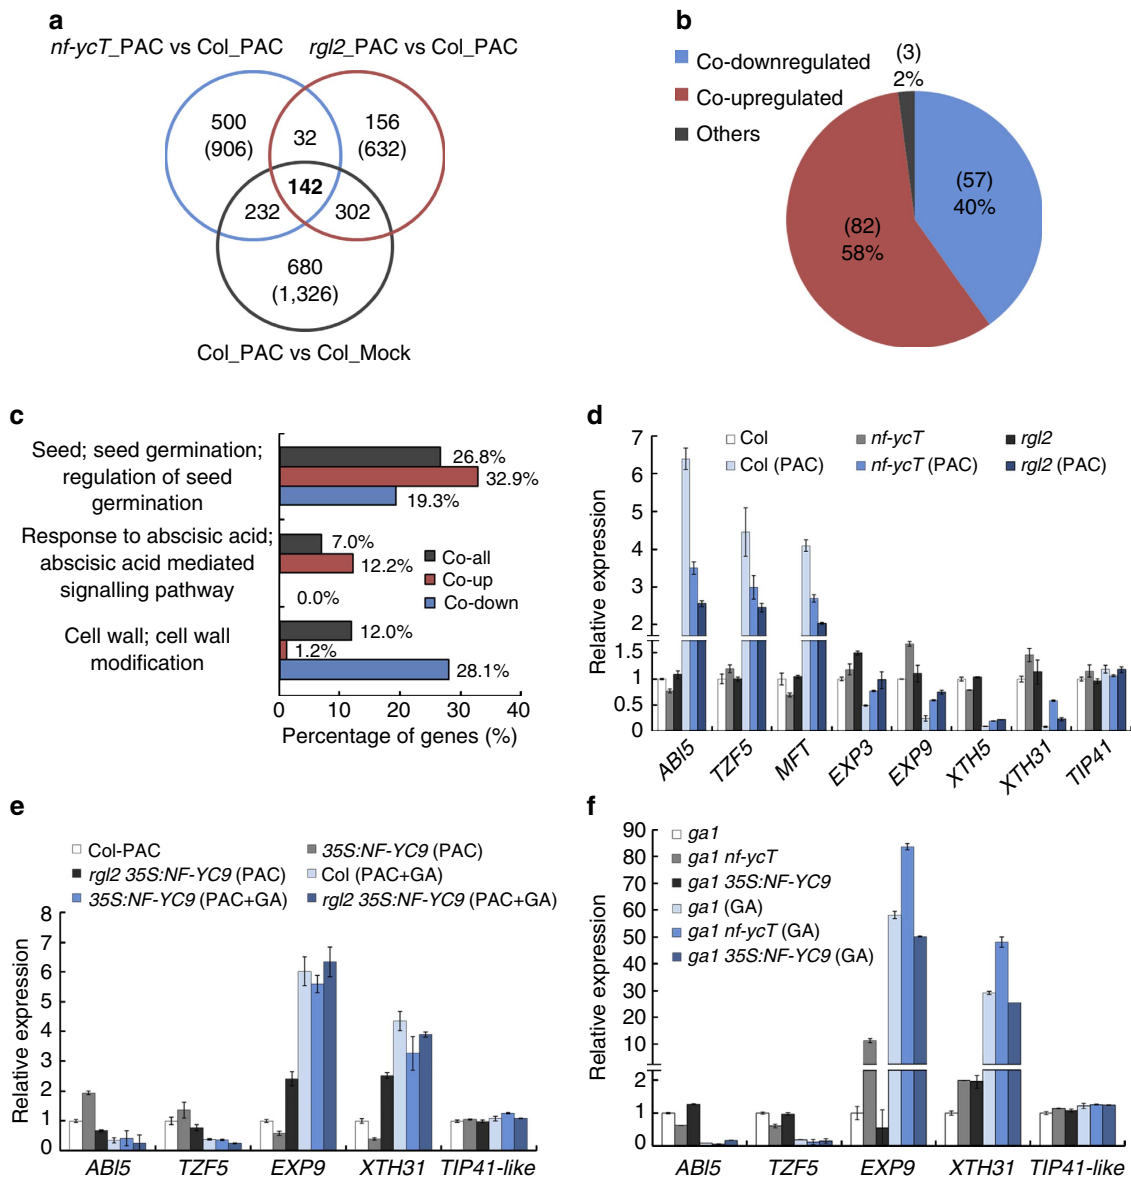 a
nf-ycT_PAC vs Col_PAC
rgl2_PAC vs Col_PAC
500
(906)
32
156
(632)
142
232
302
680
(1,326)
Col_PAC vs Col_Mock
b
Co-downregulated
Co-upregulated
Others
(3)
2%
(57)
40%
(82)
58%
c
Seed; seed germination;
regulation of seed
germination
26.8%
32.9%
19.3%
Response to abscisic acid;
abscisic acid mediated
signalling pathway
7.0%
12.2%
0.0%
Co-all
Co-up
Co-down
Cell wall; cell wall
modification
12.0%
1.2%
28.1%
0 10 20 30 40
Percentage of genes (%)
d
Relative expression
7
6
5
4
3
2
1.5
1
0.5
0
Col
nf-ycT
rgl2
Col (PAC)
nf-ycT (PAC)
rgl2 (PAC)
ABI5 TZF5 MFT EXP3 EXP9 XTH5 XTH31 TIP41
e
Col-PAC
35S:NF-YC9 (PAC)
rgl2 35S:NF-YC9 (PAC)
Col (PAC+GA)
35S:NF-YC9 (PAC+GA)
rgl2 35S:NF-YC9 (PAC+GA)
Relative expression
8
7
6
5
4
3
2
1
0
ABI5 TZF5 EXP9 XTH31 TIP41-like
f
Relative expression
90
80
70
60
50
40
30
20
10
2
1
0
ga1
ga1 nf-ycT
ga1 35S:NF-YC9
ga1 (GA)
ga1 nf-ycT (GA)
ga1 35S:NF-YC9 (GA)
ABI5 TZF5 EXP9 XTH31 TIP41-like